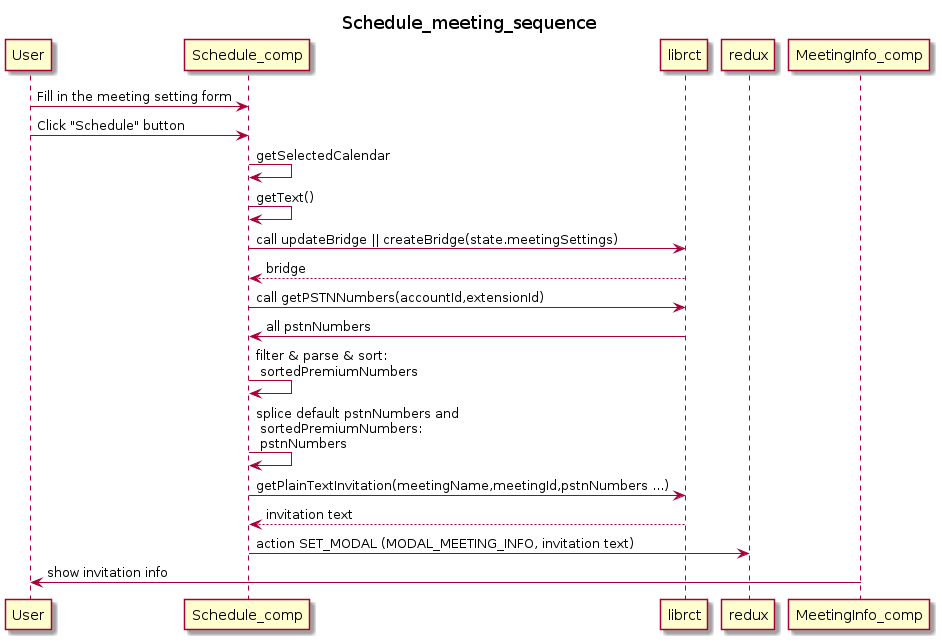 Schedule_meeting_sequence
User
Schedule_comp
librct
redux
MeetingInfo_comp
Fill in the meeting setting form
Click "Schedule" button
getSelectedCalendar
getText()
call updateBridge || createBridge(state.meetingSettings)
bridge
call getPSTNNumbers(accountId,extensionId)
all pstnNumbers
filter & parse & sort:
sortedPremiumNumbers
splice default pstnNumbers and
sortedPremiumNumbers:
pstnNumbers
getPlainTextInvitation(meetingName,meetingId,pstnNumbers ...)
invitation text
action SET_MODAL (MODAL_MEETING_INFO, invitation text)
show invitation info
User
Schedule_comp
librct
redux
MeetingInfo_comp